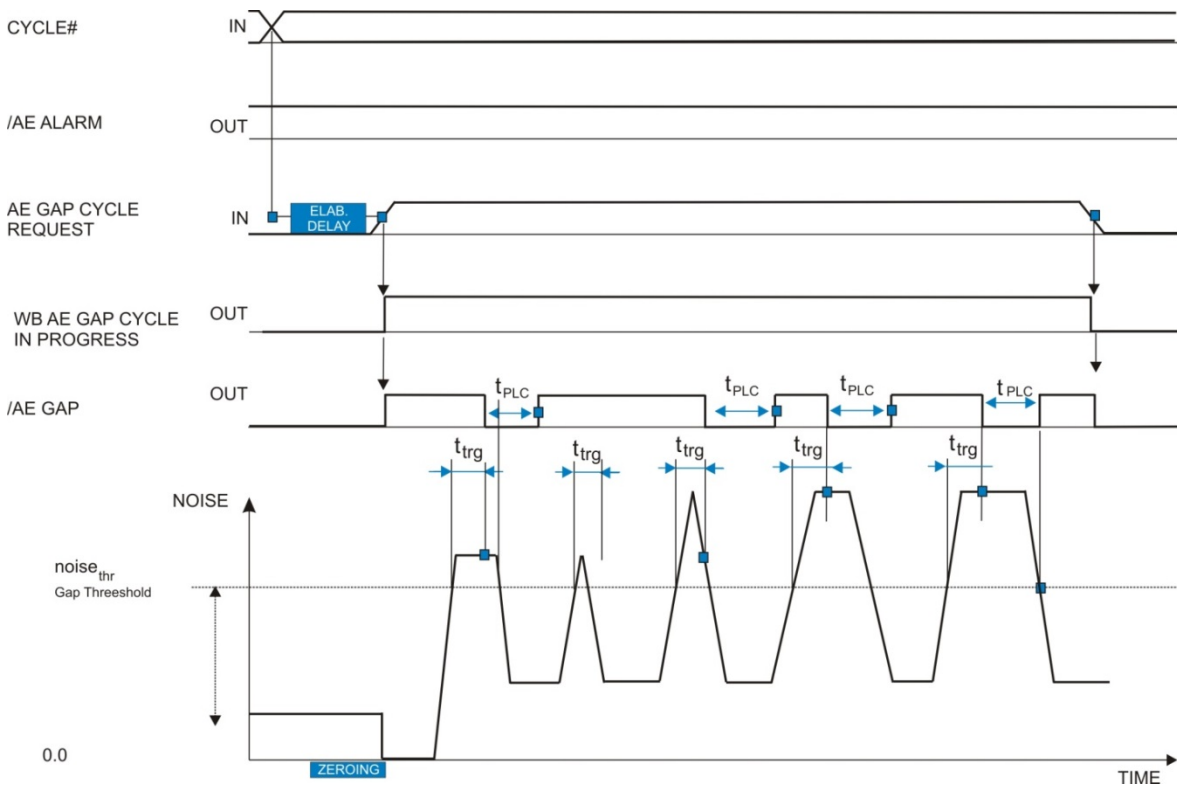 CYCLE# IN
/AE ALARM OUT
AE GAP CYCLE
REQUEST
IN
ELAB.
DELAY
WB AE GAP CYCLE
IN PROGRESS
OUT
/AE GAP OUT
tPLC tPLC tPLC tPLC
ttrg ttrg ttrg ttrg ttrg
NOISE
noisethr
Gap Threeshold
0.0
ZEROING
TIME